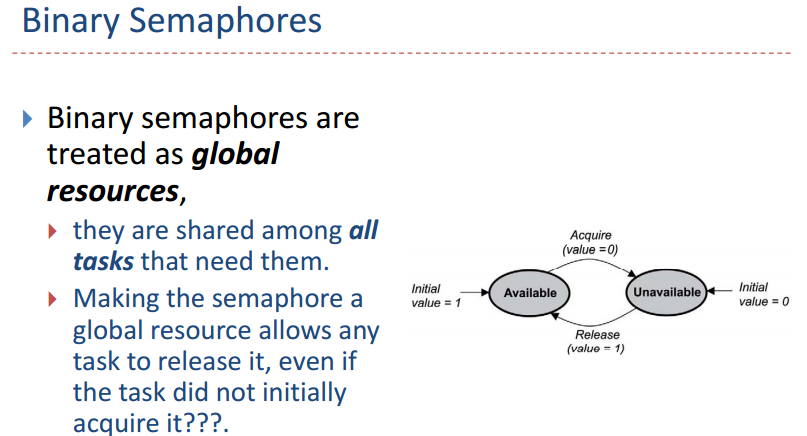 Binary Semaphores
Binary semaphores are
treated as global
resources,
they are shared among all
tasks that need them.
Making the semaphore a
global resource allows any
task to release it, even if
the task did not initially
acquire it???.
Acquire
(value =0)
Initial
value = 1
Available
Unavailable
Initial
value = 0
Release
(value = 1)